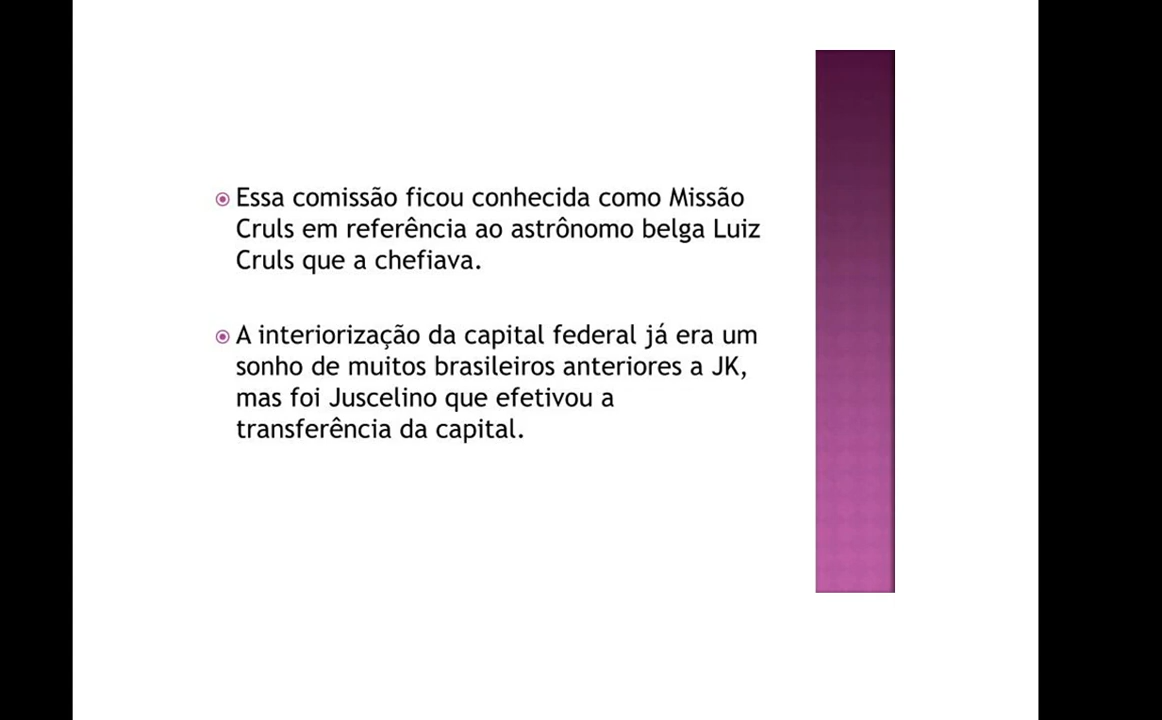 Essa comissão ficou conhecida como Missão
Cruls em referência ao astrônomo belga Luiz
Cruls que a chefiava.
A interiorização da capital federal já era um
sonho de muitos brasileiros anteriores a JK,
mas foi Juscelino que efetivou a
transferência da capital.